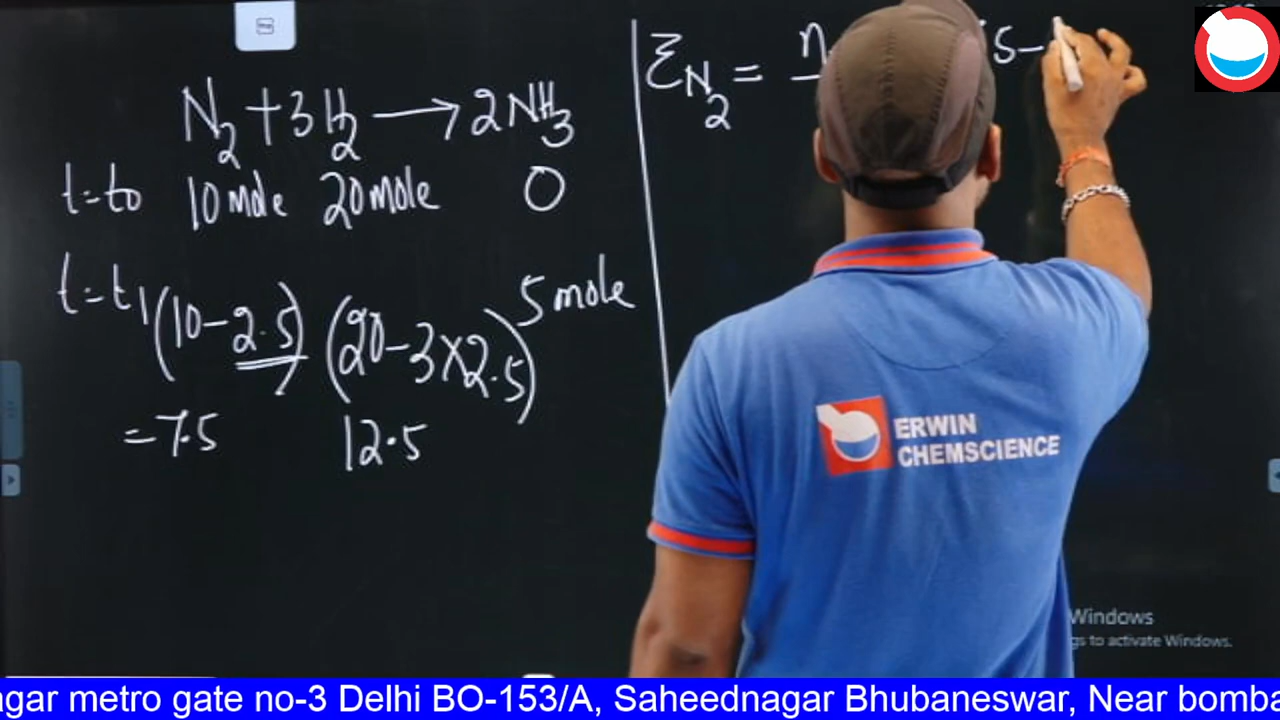 N₂ + 3H₂ ⟶ 2NH₃
t=t₀ 10 mole 20 mole 0
t=t₁ (10-2.5) (20-3×2.5) 5 mole
=7.5 12.5
ξN₂ = n
5-
ERWIN
CHEMSCIENCE
Windows
gs to activate Windows.
agar metro gate no-3 Delhi BO-153/A, Saheednagar Bhubaneswar, Near bomba